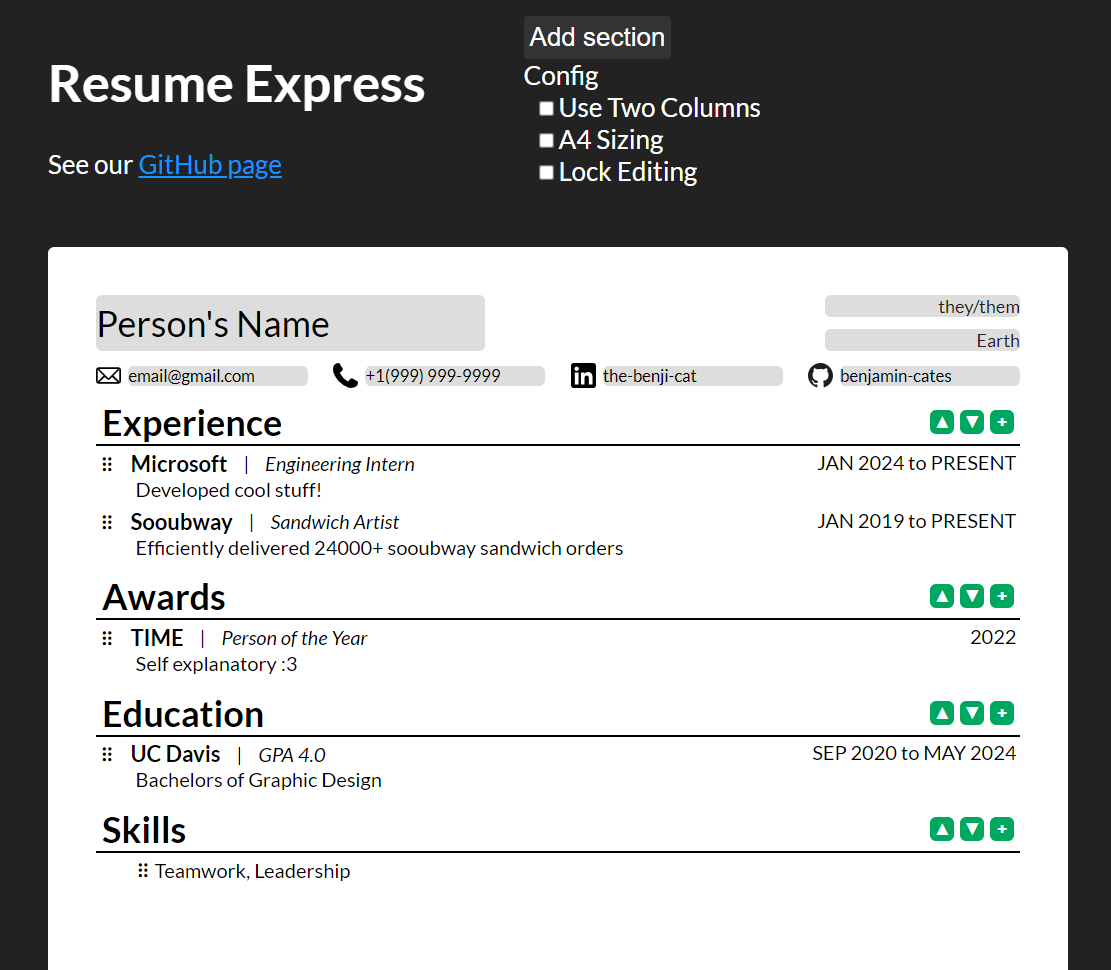 Resume Express
See our GitHub page
Add section
Config
Use Two Columns
A4 Sizing
Lock Editing
Person's Name
they/them
Earth
email@gmail.com +1(999) 999-9999 the-benji-cat benjamin-cates
Experience
Microsoft | Engineering Intern JAN 2024 to PRESENT
Developed cool stuff!
Sooubway | Sandwich Artist JAN 2019 to PRESENT
Efficiently delivered 24000+ sooubway sandwich orders
Awards
TIME | Person of the Year 2022
Self explanatory :3
Education
UC Davis | GPA 4.0 SEP 2020 to MAY 2024
Bachelors of Graphic Design
Skills
Teamwork, Leadership